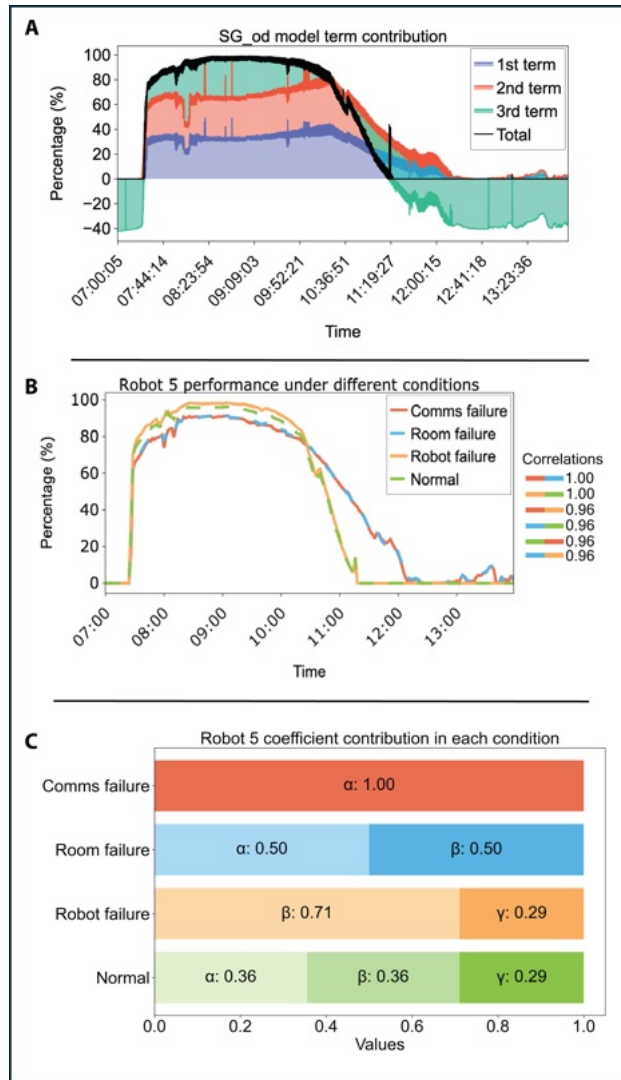 A
SG_od model term contribution
Percentage (%)
100
80
60
40
20
0
−20
−40
1st term
2nd term
3rd term
Total
07:00:05
07:44:14
08:23:54
09:09:03
09:52:21
10:36:51
11:19:27
12:00:15
12:41:18
13:23:36
Time
B
Robot 5 performance under different conditions
Percentage (%)
100
80
60
40
20
0
Comms failure
Room failure
Robot failure
Normal
Correlations
1.00
1.00
0.96
0.96
0.96
0.96
07:00
08:00
09:00
10:00
11:00
12:00
13:00
Time
C
Robot 5 coefficient contribution in each condition
Comms failure
α: 1.00
Room failure
α: 0.50
β: 0.50
Robot failure
β: 0.71
γ: 0.29
Normal
α: 0.36
β: 0.36
γ: 0.29
0.0
0.2
0.4
0.6
0.8
1.0
Values